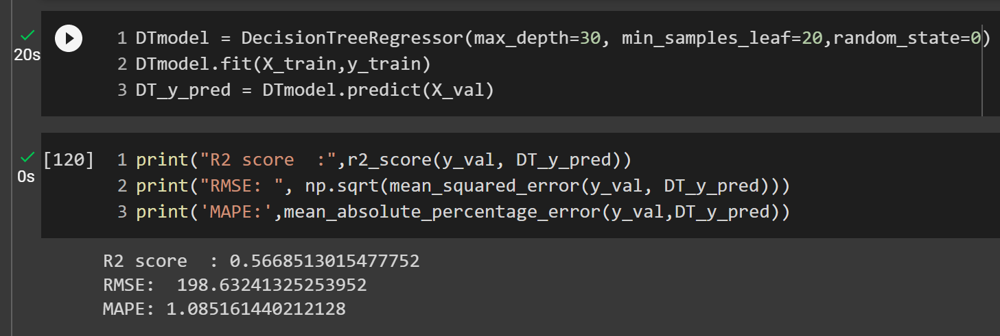 1 DTmodel = DecisionTreeRegressor(max_depth=30, min_samples_leaf=20,random_state=0)
20s
2 DTmodel.fit(X_train,y_train)
3 DT_y_pred = DTmodel.predict(X_val)
[120] 1 print("R2 score  :",r2_score(y_val, DT_y_pred))
0s
2 print("RMSE: ", np.sqrt(mean_squared_error(y_val, DT_y_pred)))
3 print('MAPE:',mean_absolute_percentage_error(y_val,DT_y_pred))
R2 score  : 0.5668513015477752
RMSE:  198.63241325253952
MAPE: 1.085161440212128